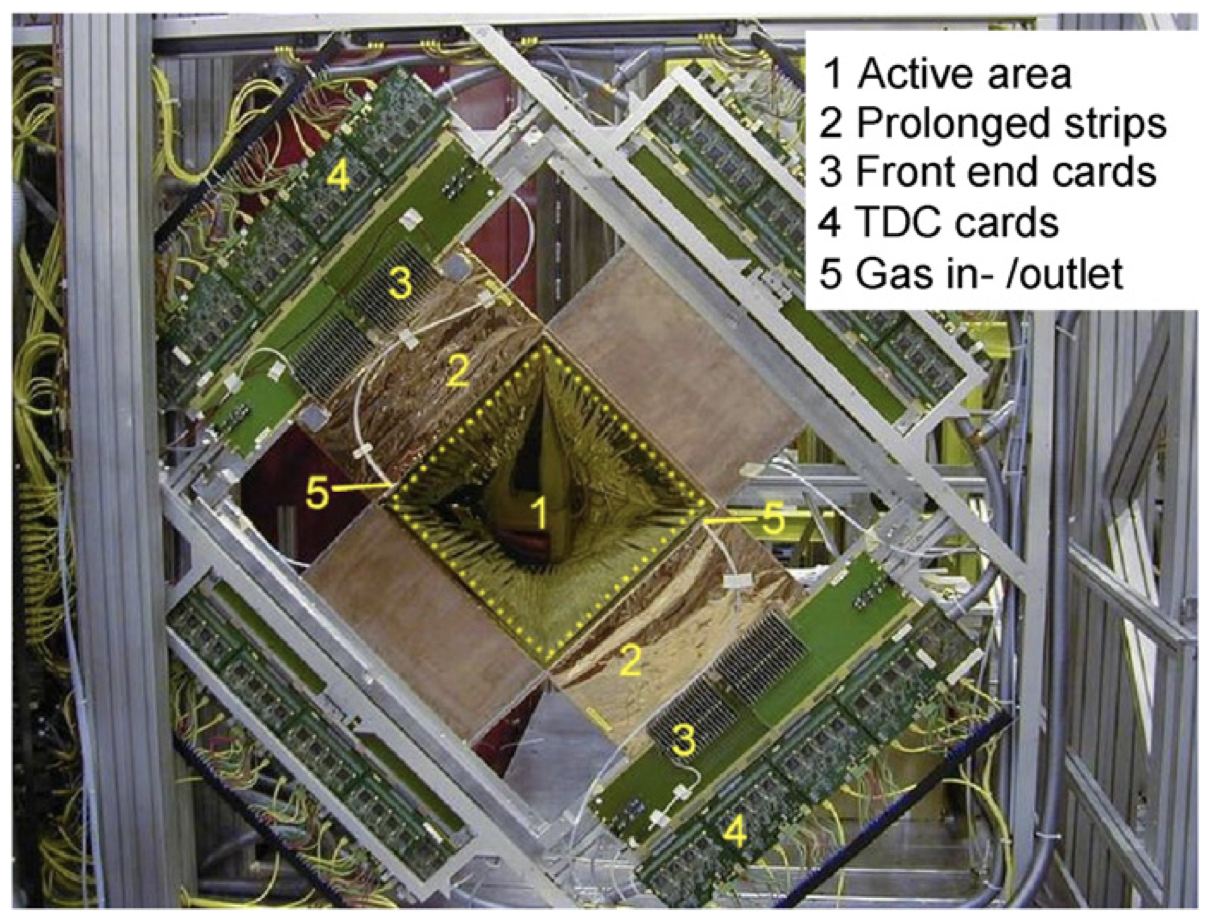 1 Active area
2 Prolonged strips
3 Front end cards
4 TDC cards
5 Gas in- /outlet
4
3
2
5
1
5
2
3
4